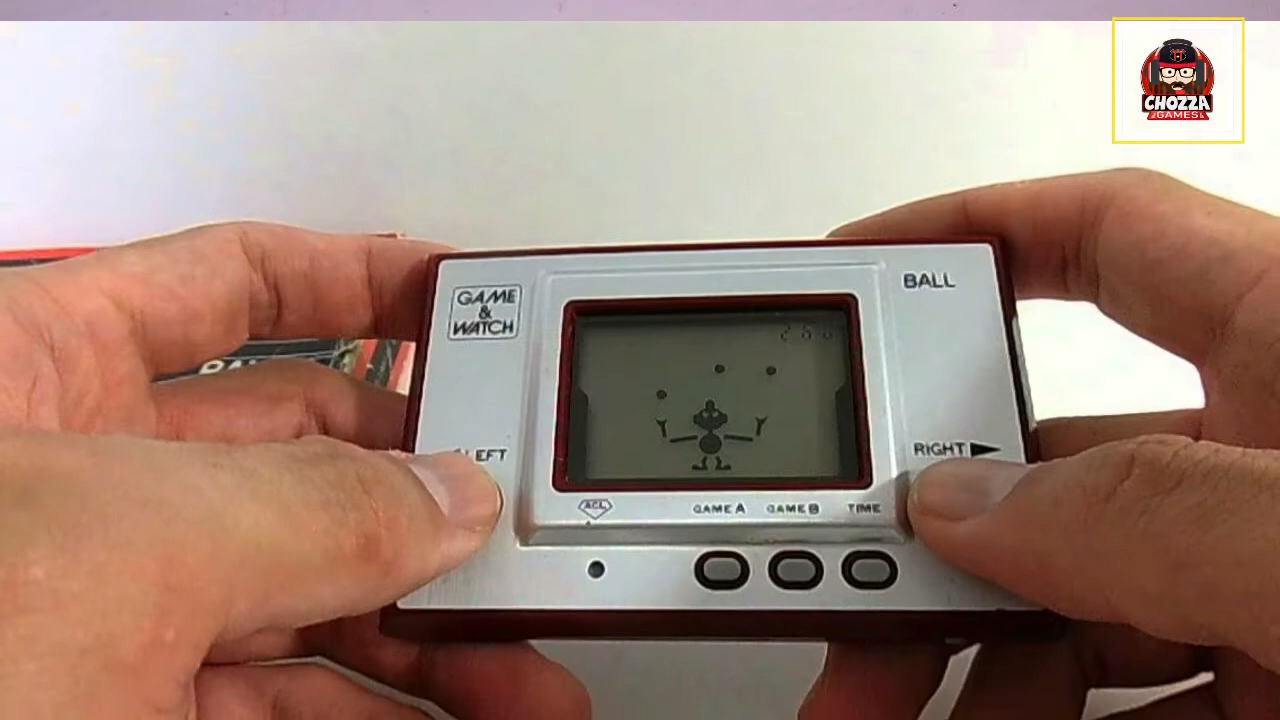 CHOZZA
GAMES
GAME
&
WATCH
BALL
LEFT
RIGHT
ACL
GAME A
GAME B
TIME